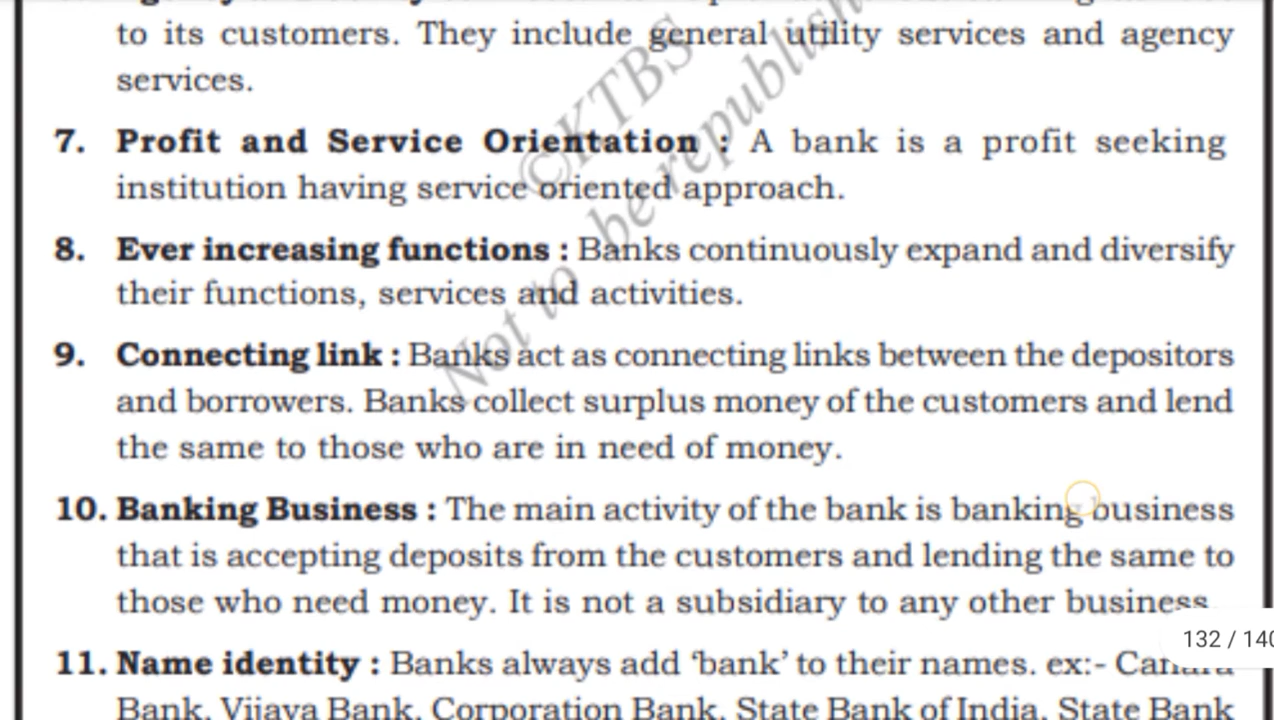 to its customers. They include general utility services and agency
services.
7. Profit and Service Orientation : A bank is a profit seeking
institution having service oriented approach.
8. Ever increasing functions : Banks continuously expand and diversify
their functions, services and activities.
9. Connecting link : Banks act as connecting links between the depositors
and borrowers. Banks collect surplus money of the customers and lend
the same to those who are in need of money.
10. Banking Business : The main activity of the bank is banking business
that is accepting deposits from the customers and lending the same to
those who need money. It is not a subsidiary to any other business.
132 / 140
11. Name identity : Banks always add ‘bank’ to their names. ex:- Canara
Bank, Vijaya Bank, Corporation Bank, State Bank of India, State Bank
©KTBS
Not to be republish